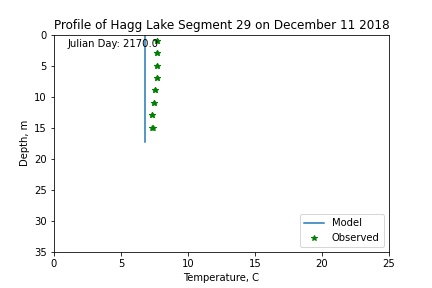 Profile of Hagg Lake Segment 29 on December 11 2018
Julian Day: 2170.0
0
5
10
15
20
25
30
35
Depth, m
0 5 10 15 20 25
Temperature, C
Model
Observed